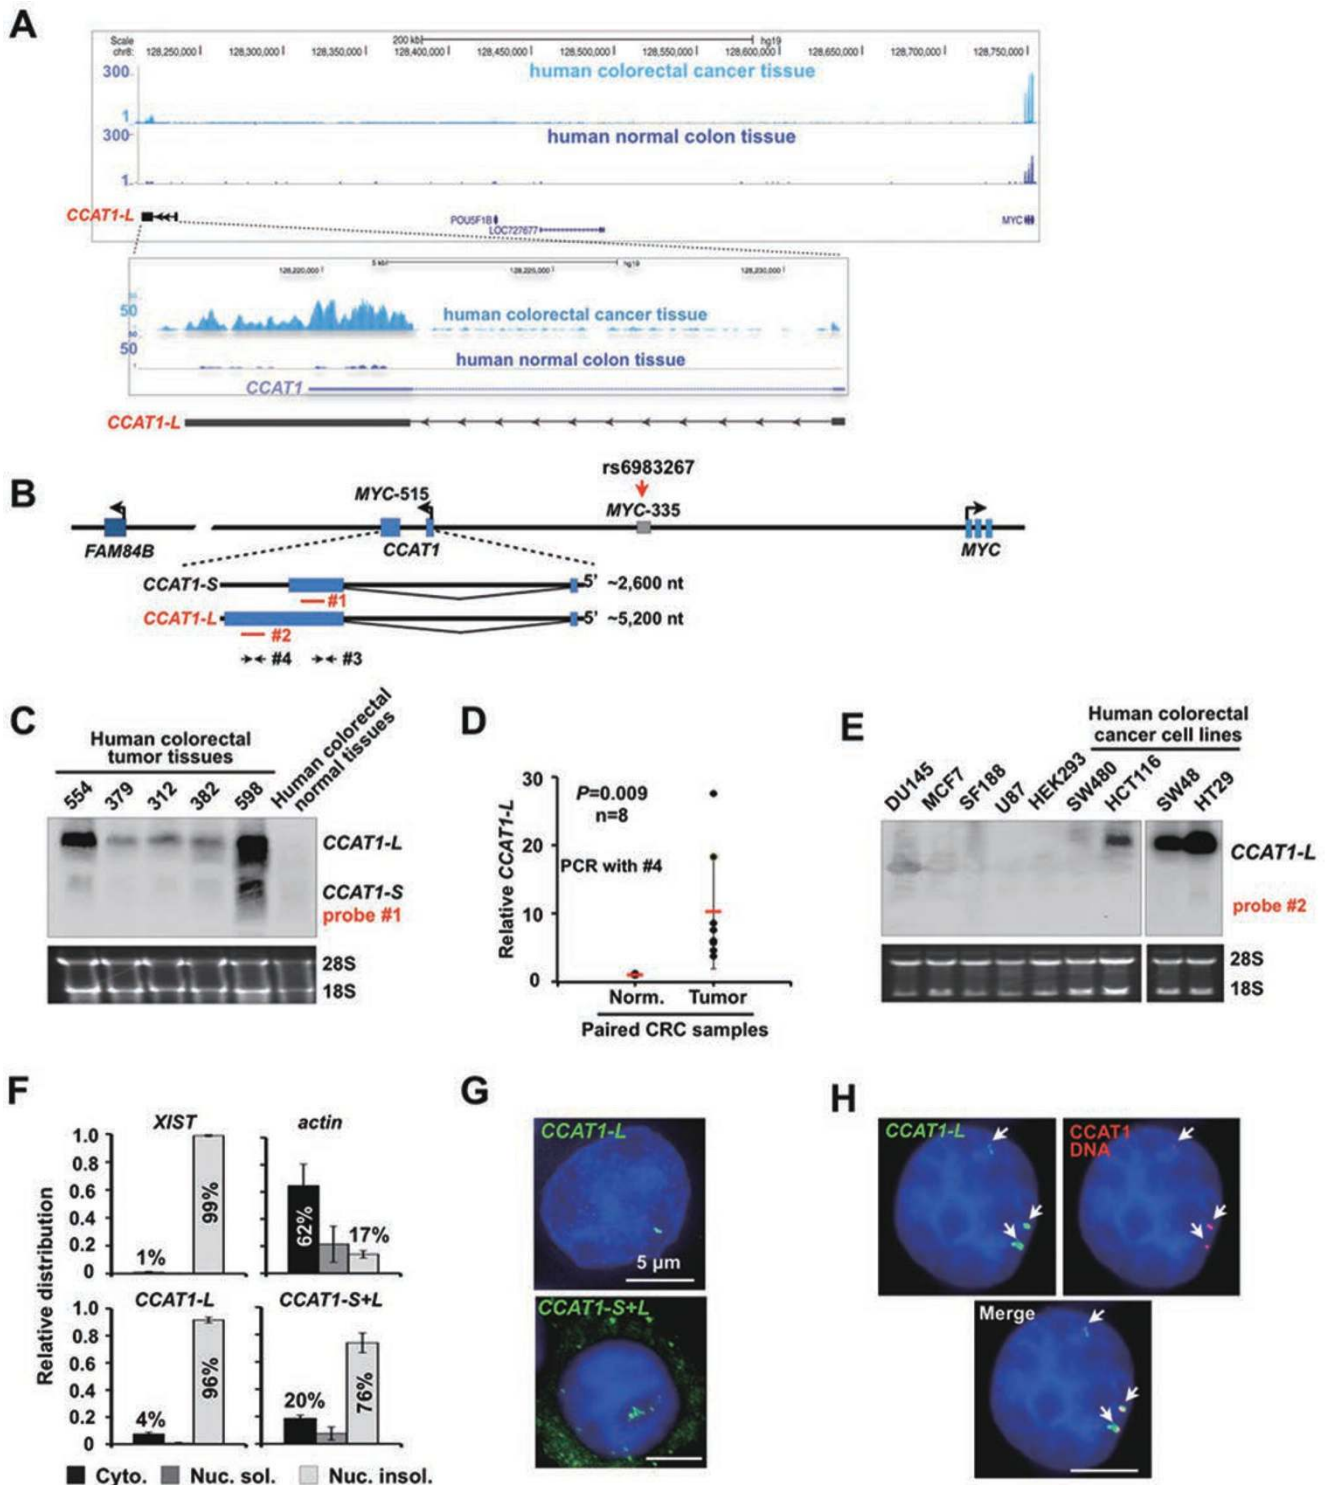 A
Scale
200 kb
hg19
chr8:
128,250,000
128,300,000
128,350,000
128,400,000
128,450,000
128,500,000
128,550,000
128,600,000
128,650,000
128,700,000
128,750,000
300
human colorectal cancer tissue
1
300
human normal colon tissue
1
CCAT1-L
POU5F1B
LOC727677
MYC
5 kb
hg19
128,220,000
128,225,000
128,230,000
50
human colorectal cancer tissue
50
human normal colon tissue
CCAT1
CCAT1-L
B
rs6983267
MYC-515
MYC-335
FAM84B
CCAT1
MYC
CCAT1-S
5’ ~2,600 nt
#1
CCAT1-L
5’ ~5,200 nt
#2
#4
#3
C
Human colorectal
tumor tissues
Human colorectal
normal tissues
554
379
312
382
598
CCAT1-L
CCAT1-S
probe #1
28S
18S
D
Relative CCAT1-L
30
20
10
0
P=0.009
n=8
PCR with #4
Norm.
Tumor
Paired CRC samples
E
Human colorectal
cancer cell lines
DU145
MCF7
SF188
U87
HEK293
SW480
HCT116
SW48
HT29
CCAT1-L
probe #2
28S
18S
F
Relative distribution
XIST
actin
1.0
0.8
0.6
0.4
0.2
0
1%
99%
62%
17%
CCAT1-L
CCAT1-S+L
1.0
0.8
0.6
0.4
0.2
0
4%
96%
20%
76%
Cyto.
Nuc. sol.
Nuc. insol.
G
CCAT1-L
5 μm
CCAT1-S+L
H
CCAT1-L
CCAT1
DNA
Merge